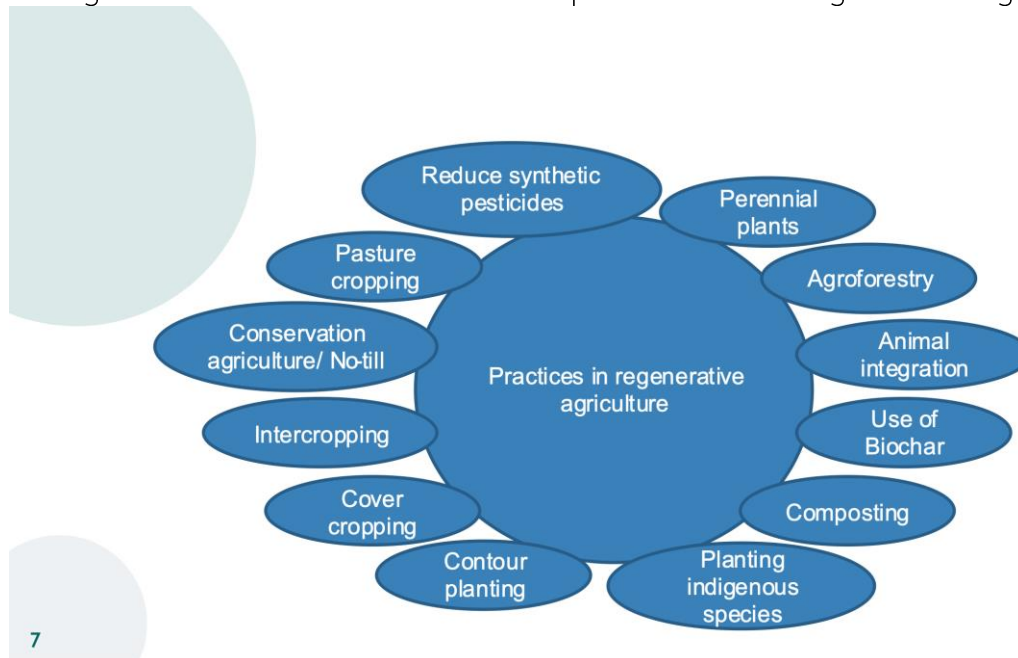 Reduce synthetic
pesticides
Perennial
plants
Pasture
cropping
Agroforestry
Conservation
agriculture/ No-till
Animal
integration
Practices in regenerative
agriculture
Intercropping
Use of
Biochar
Cover
cropping
Composting
Contour
planting
Planting
indigenous
species
7